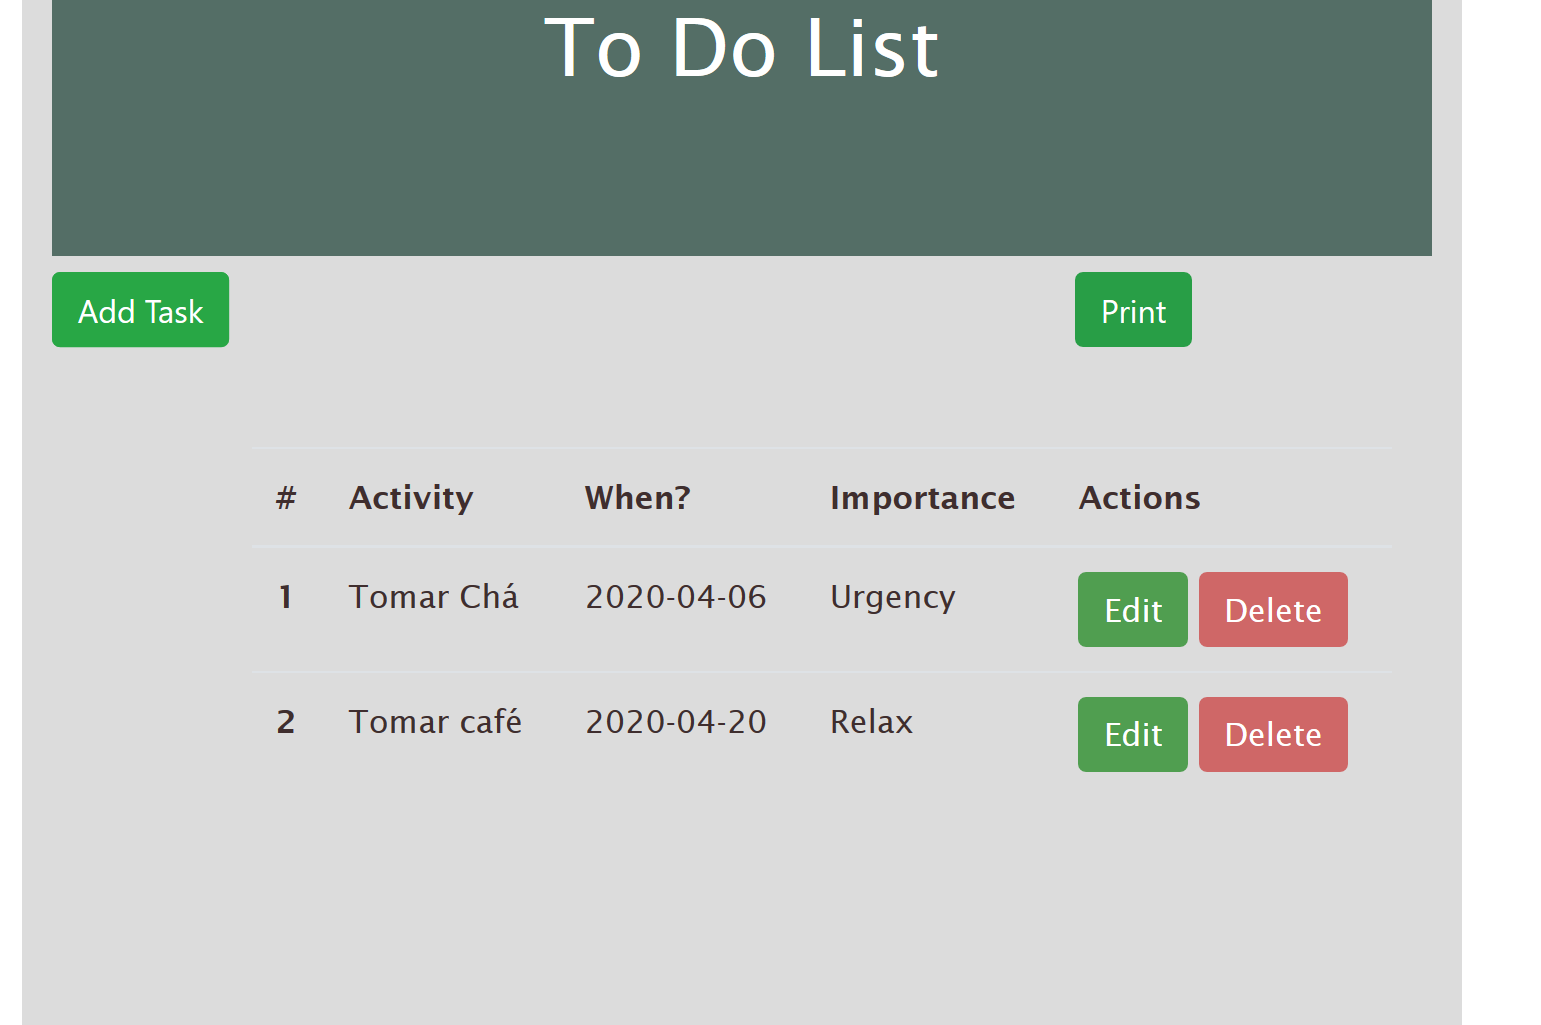 To Do List
Add Task Print
# Activity When? Importance Actions
1 Tomar Chá 2020-04-06 Urgency Edit Delete
2 Tomar café 2020-04-20 Relax Edit Delete